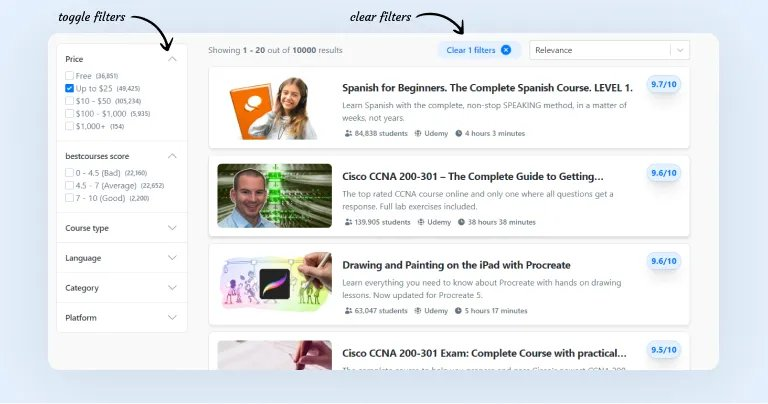 toggle filters
clear filters
Price
Free (36,851)
Up to $25 (49,425)
$10 - $50 (105,234)
$100 - $1,000 (5,935)
$1,000+ (154)
bestcourses score
0 - 4.5 (Bad) (22,160)
4.5 - 7 (Average) (22,652)
7 - 10 (Good) (2,200)
Course type
Language
Category
Platform
Showing 1 - 20 out of 10000 results
Clear 1 filters
Relevance
Spanish for Beginners. The Complete Spanish Course. LEVEL 1.
9.7/10
Learn Spanish with the complete, non-stop SPEAKING method, in a matter of
weeks, not years.
84,838 students Udemy 4 hours 3 minutes
Cisco CCNA 200-301 – The Complete Guide to Getting...
9.6/10
The top rated CCNA course online and only one where all questions get a
response. Full lab exercises included.
139,905 students Udemy 38 hours 38 minutes
Drawing and Painting on the iPad with Procreate
9.6/10
Learn everything you need to know about Procreate with hands on drawing
lessons. Now updated for Procreate 5.
63,047 students Udemy 5 hours 17 minutes
Cisco CCNA 200-301 Exam: Complete Course with practical...
9.5/10